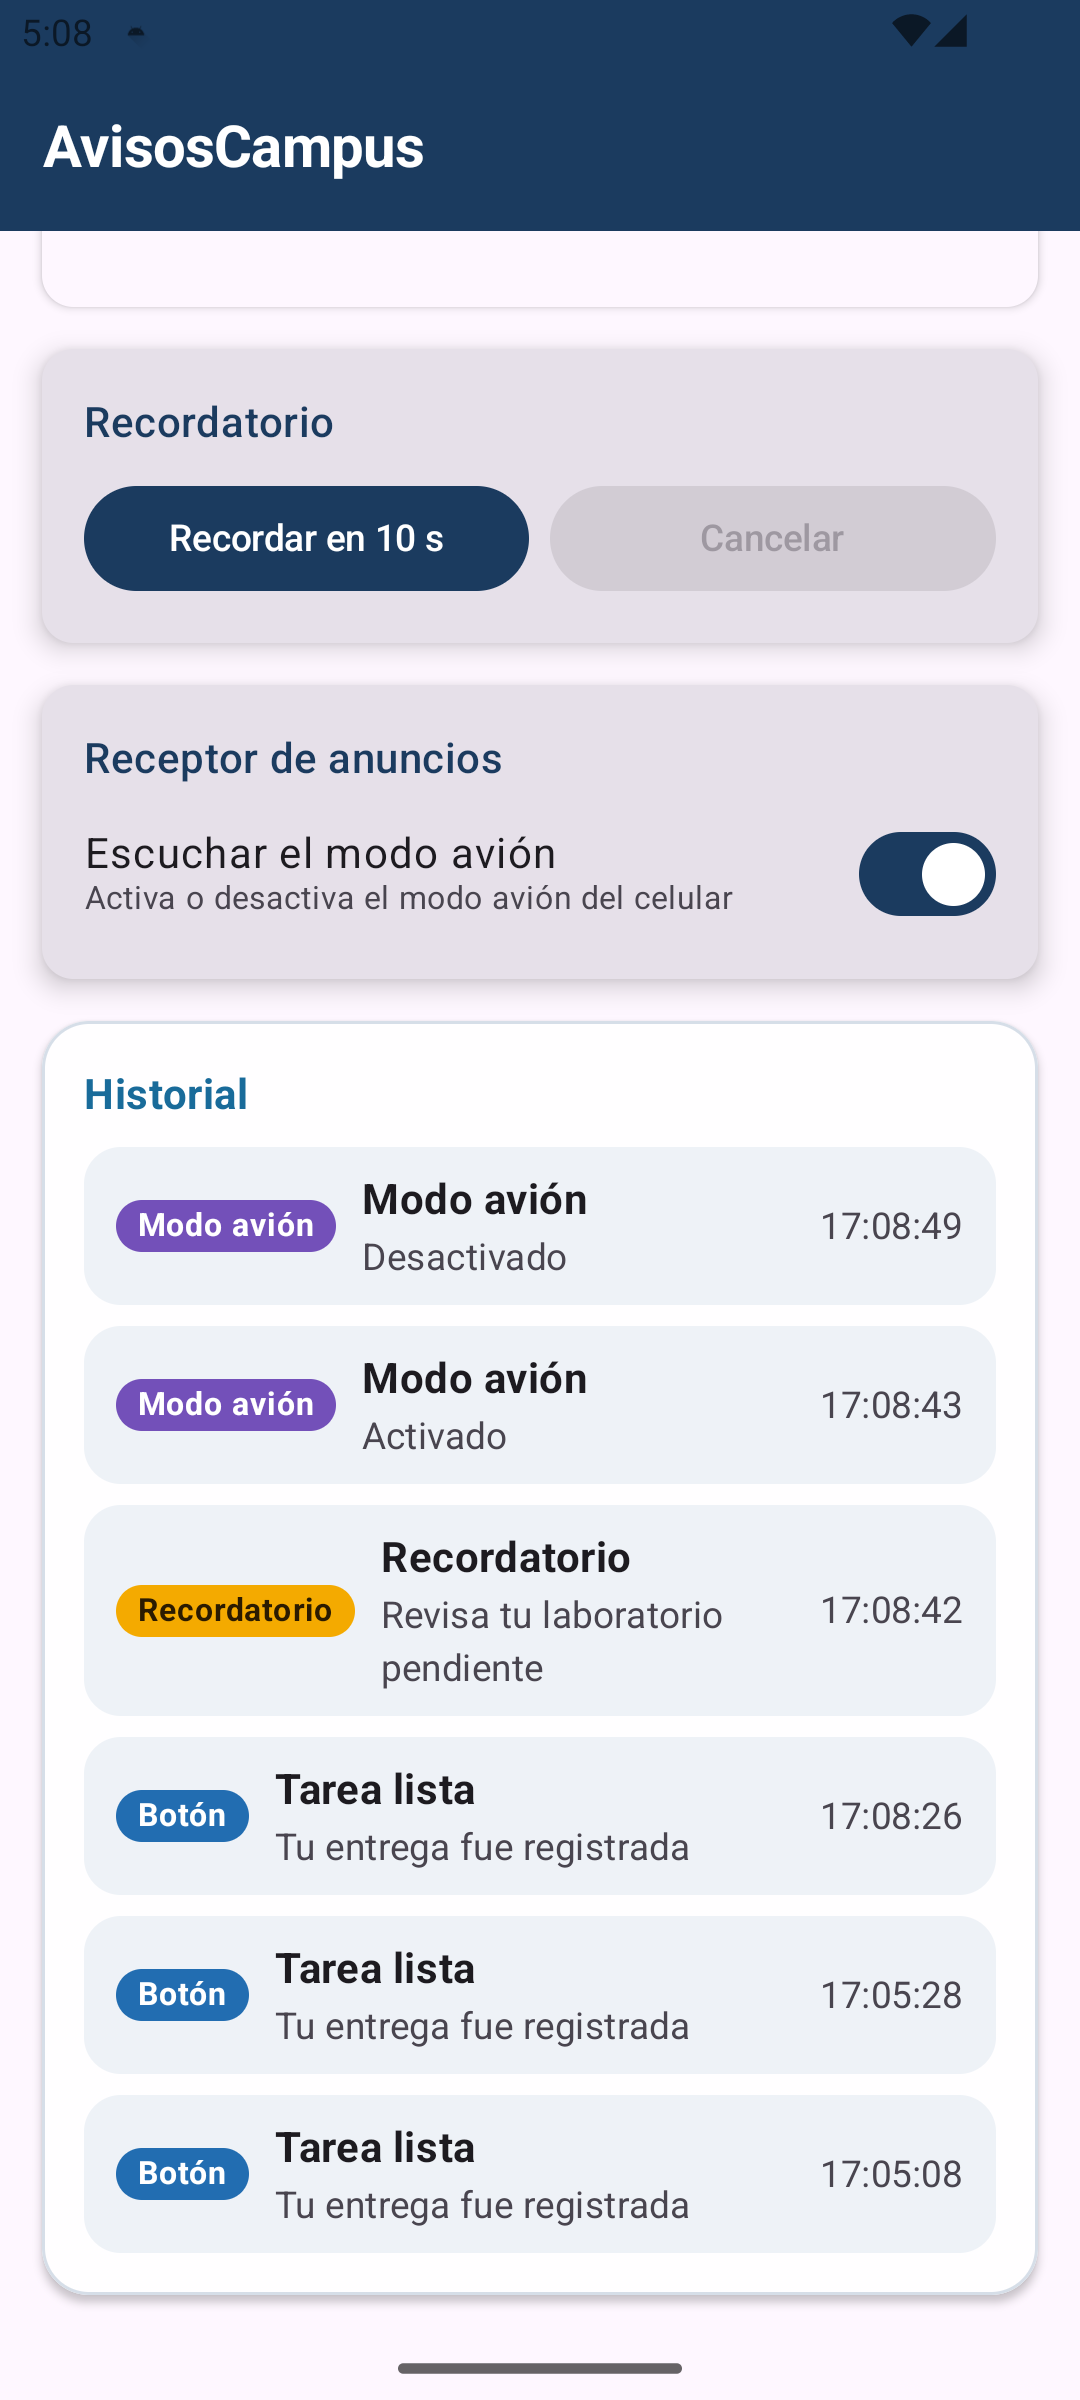 5:08
AvisosCampus
Recordatorio
Recordar en 10 s
Cancelar
Receptor de anuncios
Escuchar el modo avión
Activa o desactiva el modo avión del celular
Historial
Modo avión
Modo avión
Desactivado
17:08:49
Modo avión
Modo avión
Activado
17:08:43
Recordatorio
Recordatorio
Revisa tu laboratorio
pendiente
17:08:42
Botón
Tarea lista
Tu entrega fue registrada
17:08:26
Botón
Tarea lista
Tu entrega fue registrada
17:05:28
Botón
Tarea lista
Tu entrega fue registrada
17:05:08